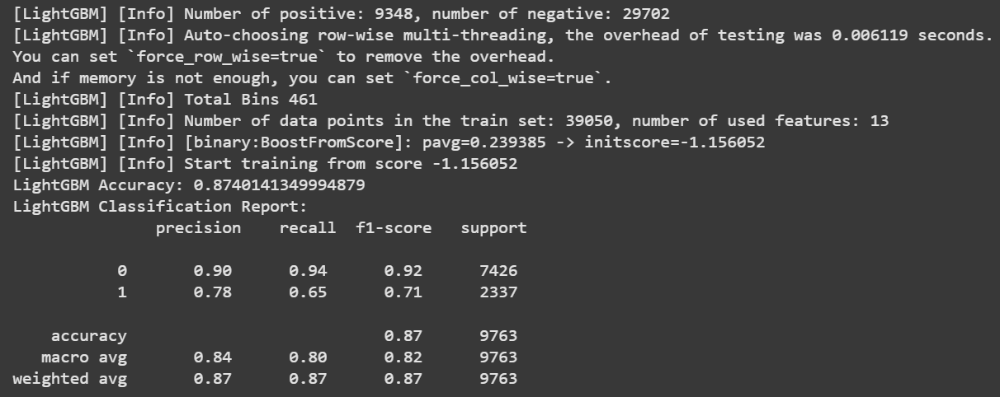 [LightGBM] [Info] Number of positive: 9348, number of negative: 29702
[LightGBM] [Info] Auto-choosing row-wise multi-threading, the overhead of testing was 0.006119 seconds.
You can set `force_row_wise=true` to remove the overhead.
And if memory is not enough, you can set `force_col_wise=true`.
[LightGBM] [Info] Total Bins 461
[LightGBM] [Info] Number of data points in the train set: 39050, number of used features: 13
[LightGBM] [Info] [binary:BoostFromScore]: pavg=0.239385 -> initscore=-1.156052
[LightGBM] [Info] Start training from score -1.156052
LightGBM Accuracy: 0.8740141349994879
LightGBM Classification Report:
precision recall f1-score support
0 0.90 0.94 0.92 7426
1 0.78 0.65 0.71 2337
accuracy 0.87 9763
macro avg 0.84 0.80 0.82 9763
weighted avg 0.87 0.87 0.87 9763